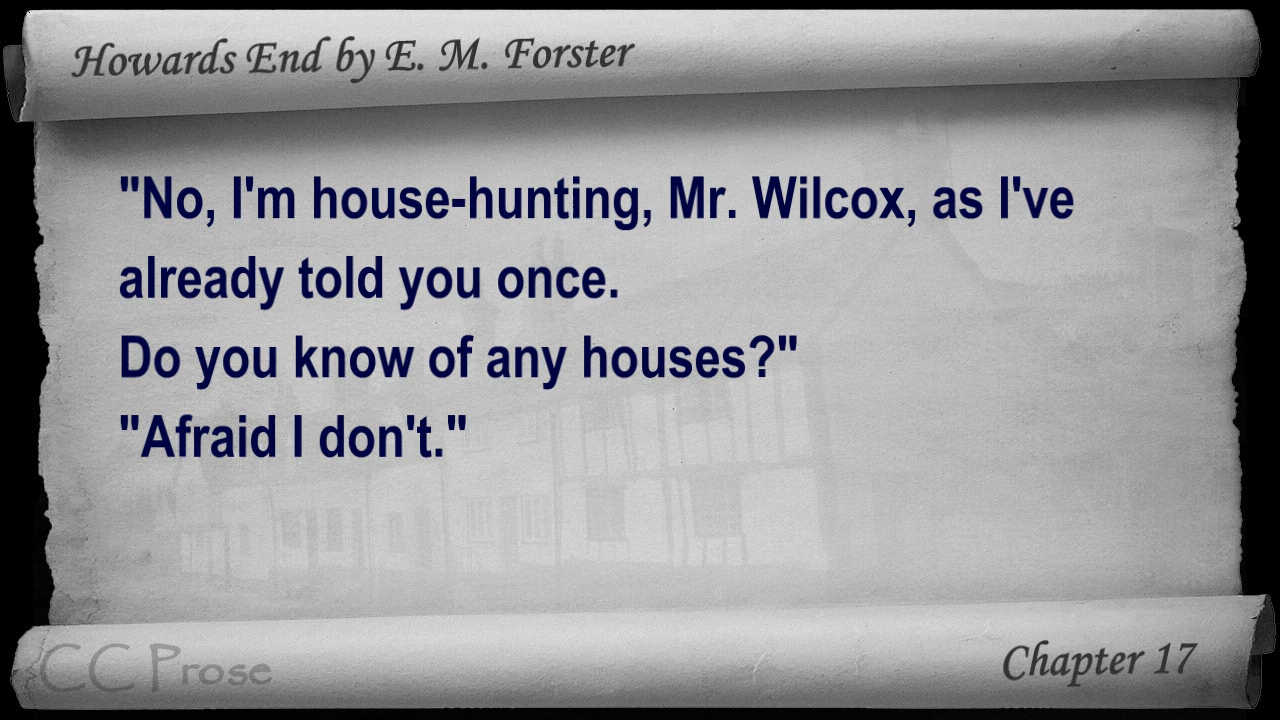 Howards End by E. M. Forster
"No, I'm house-hunting, Mr. Wilcox, as I've
already told you once.
Do you know of any houses?"
"Afraid I don't."
CC Prose
Chapter 17